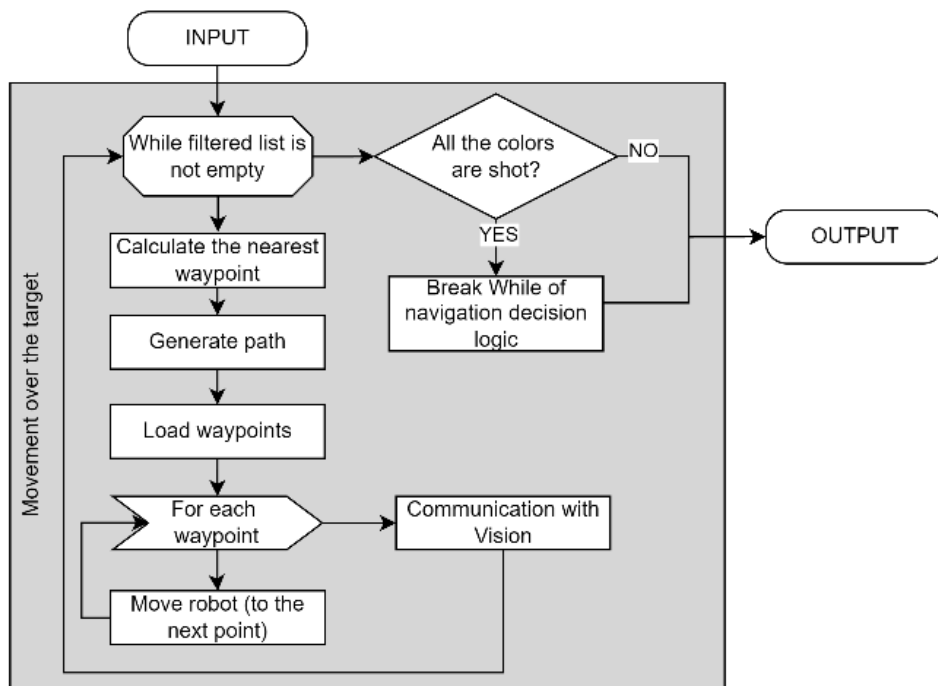 INPUT
While filtered list is
not empty
All the colors
are shot?
NO
YES
OUTPUT
Calculate the nearest
waypoint
Break While of
navigation decision
logic
Generate path
Movement over the target
Load waypoints
For each
waypoint
Communication with
Vision
Move robot (to the
next point)